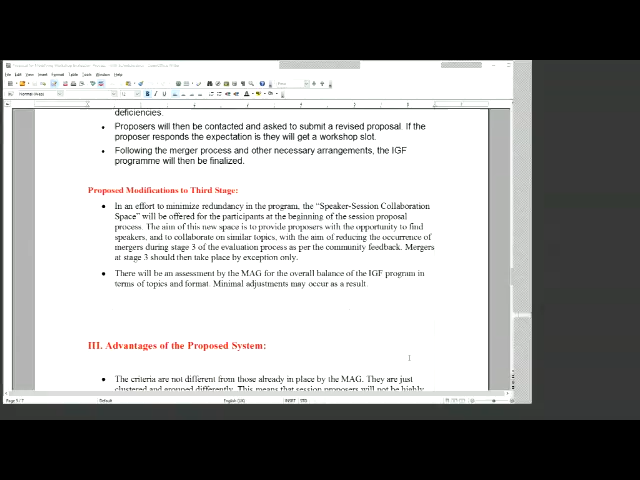 deficiencies.
• Proposers will then be contacted and asked to submit a revised proposal. If the
proposer responds the expectation is they will get a workshop slot.
• Following the merger process and other necessary arrangements, the IGF
programme will then be finalized.
Proposed Modifications to Third Stage:
• In an effort to minimize redundancy in the program, the “Speaker-Session Collaboration
Space” will be offered for the participants at the beginning of the session proposal
process. The aim of this new space is to provide proposers with the opportunity to find
speakers, and to collaborate on similar topics, with the aim of reducing the occurrence of
mergers during stage 3 of the evaluation process as per the community feedback. Mergers
at stage 3 should then take place by exception only.
• There will be an assessment by the MAG for the overall balance of the IGF program in
terms of topics and format. Minimal adjustments may occur as a result.
III. Advantages of the Proposed System:
• The criteria are not different from those already in place by the MAG. They are just
clustered and grouped differently. This means that session proposers will not be highly